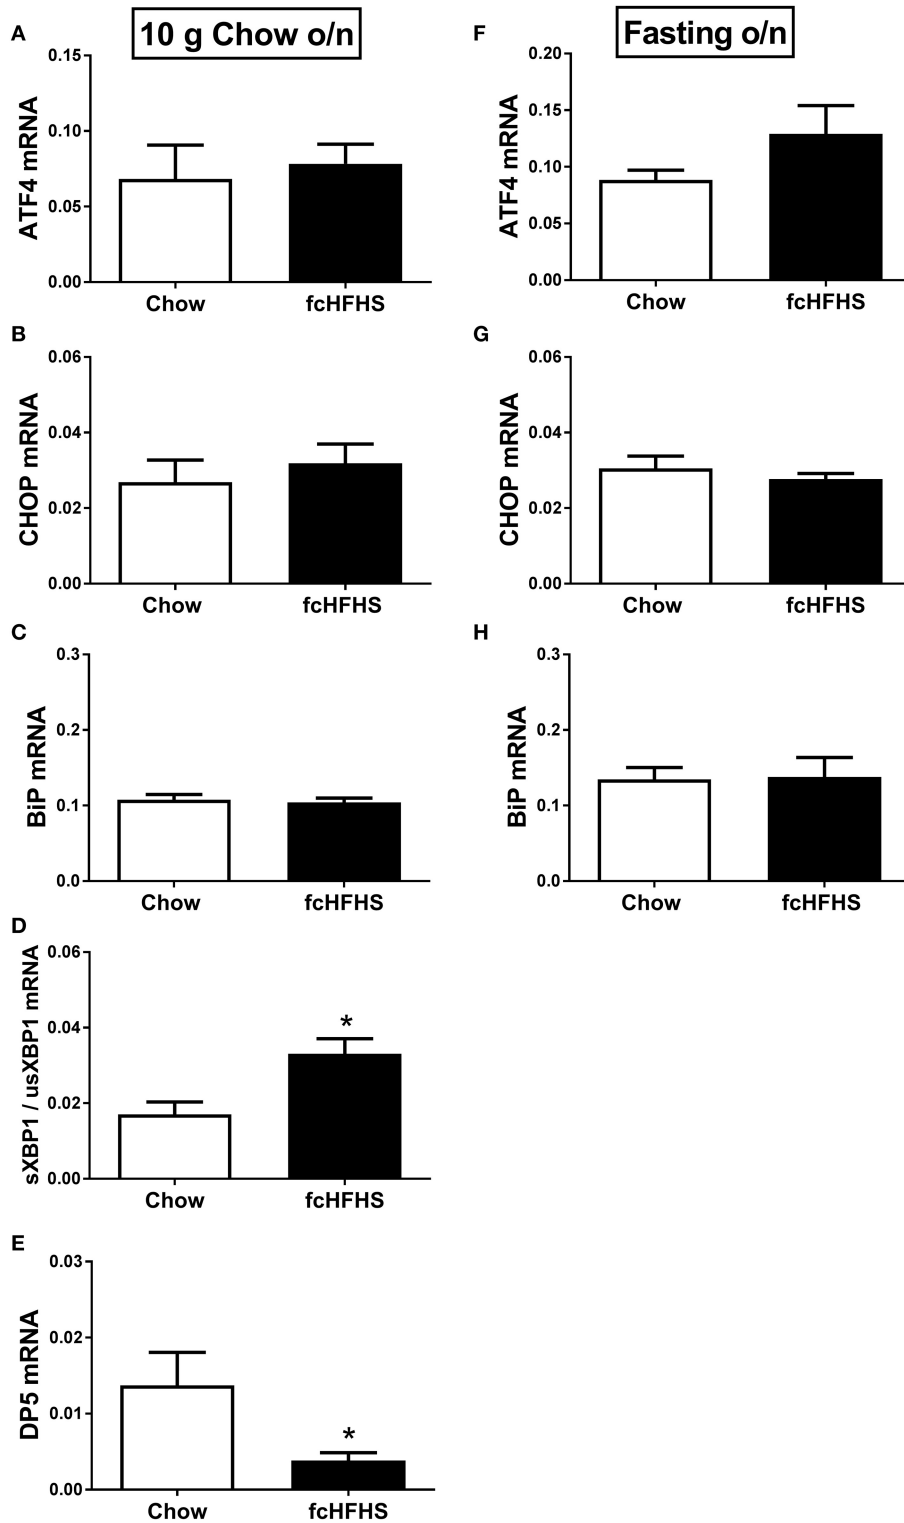 10 g Chow o/n
A
ATF4 mRNA
0.15
0.10
0.05
0.00
Chow fcHFHS
B
CHOP mRNA
0.06
0.04
0.02
0.00
Chow fcHFHS
C
BiP mRNA
0.3
0.2
0.1
0.0
Chow fcHFHS
D
sXBP1 / usXBP1 mRNA
0.06
0.04
0.02
0.00
*
Chow fcHFHS
E
DP5 mRNA
0.03
0.02
0.01
0.00
*
Chow fcHFHS
Fasting o/n
F
ATF4 mRNA
0.20
0.15
0.10
0.05
0.00
Chow fcHFHS
G
CHOP mRNA
0.06
0.04
0.02
0.00
Chow fcHFHS
H
BiP mRNA
0.3
0.2
0.1
0.0
Chow fcHFHS